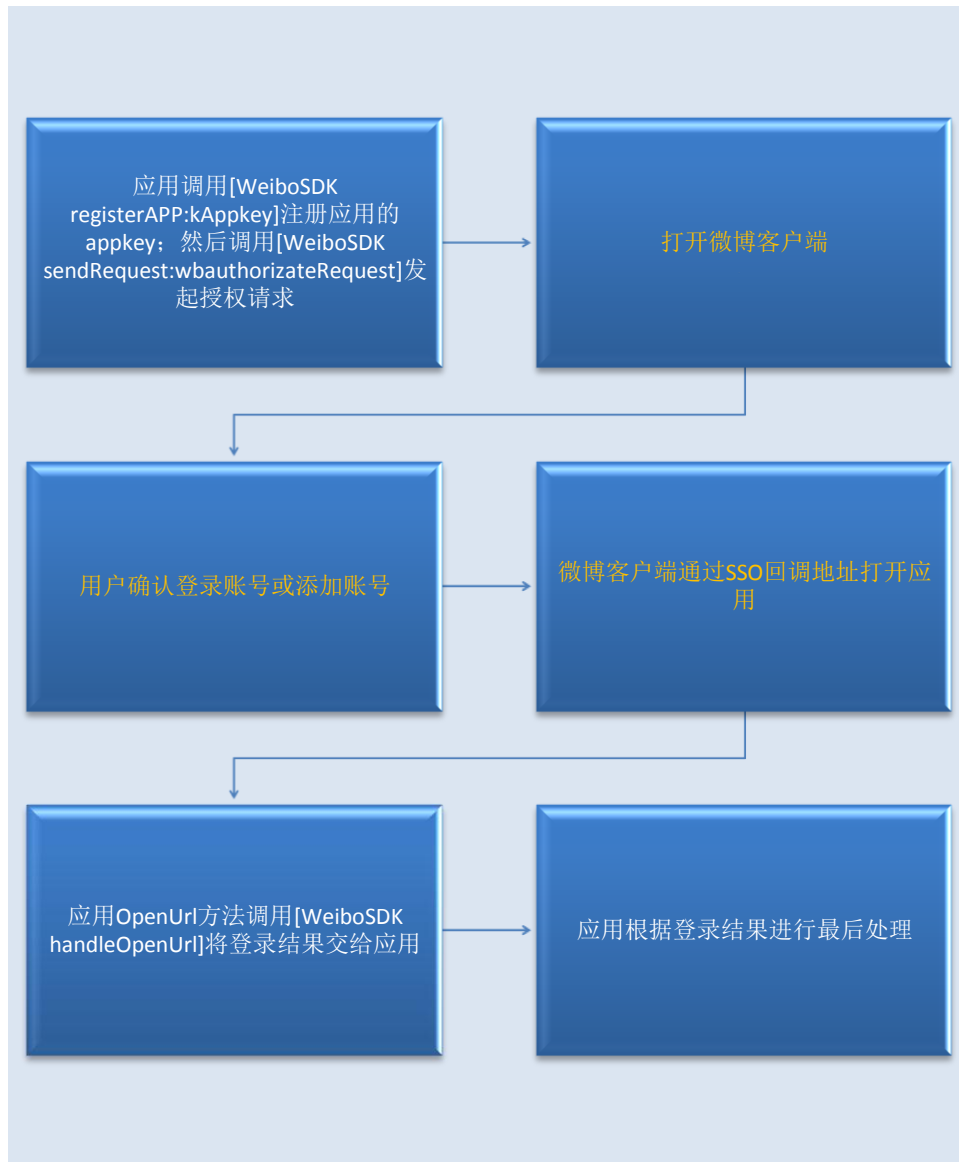 应用调用[WeiboSDK
registerAPP:kAppkey]注册应用的
appkey；然后调用[WeiboSDK
sendRequest:wbauthorizateRequest]发
起授权请求
打开微博客户端
用户确认登录账号或添加账号
微博客户端通过SSO回调地址打开应
用
应用OpenUrl方法调用[WeiboSDK
handleOpenUrl]将登录结果交给应用
应用根据登录结果进行最后处理